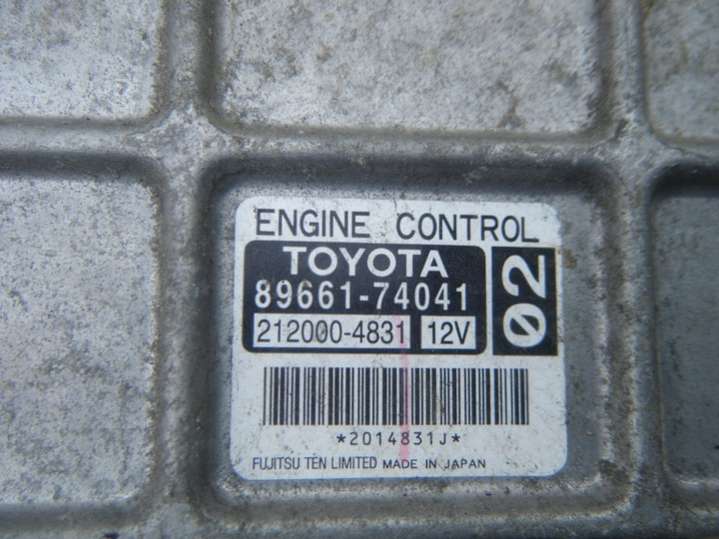 ENGINE CONTROL
TOYOTA
89661-74041
212000-4831 12V
02
*2014831J*
FUJITSU TEN LIMITED MADE IN JAPAN